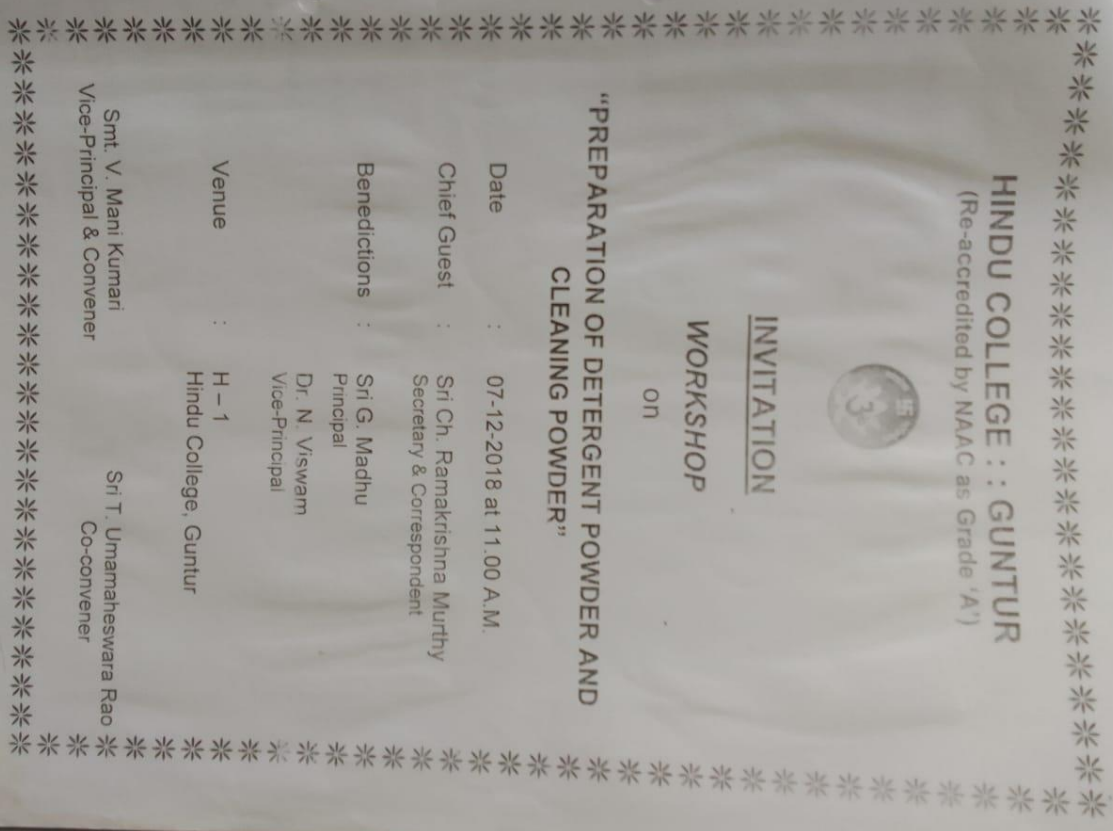 HINDU COLLEGE : : GUNTUR
(Re-accredited by NAAC as Grade 'A')
INVITATION
WORKSHOP
on
“PREPARATION OF DETERGENT POWDER AND
CLEANING POWDER”
Date : 07-12-2018 at 11.00 A.M.
Chief Guest : Sri Ch. Ramakrishna Murthy
Secretary & Correspondent
Benedictions : Sri G. Madhu
Principal
Dr. N. Viswam
Vice-Principal
Venue : H – 1
Hindu College, Guntur
Smt. V. Mani Kumari Sri T. Umamaheswara Rao
Vice-Principal & Convener Co-convener